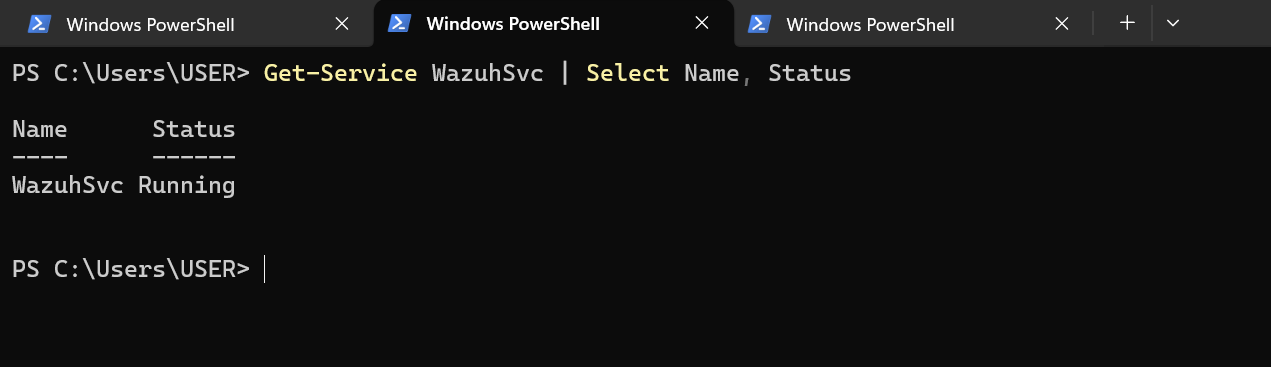 Windows PowerShell
Windows PowerShell
Windows PowerShell
PS C:\Users\USER> Get-Service WazuhSvc | Select Name, Status
Name      Status
----      ------
WazuhSvc Running
PS C:\Users\USER>